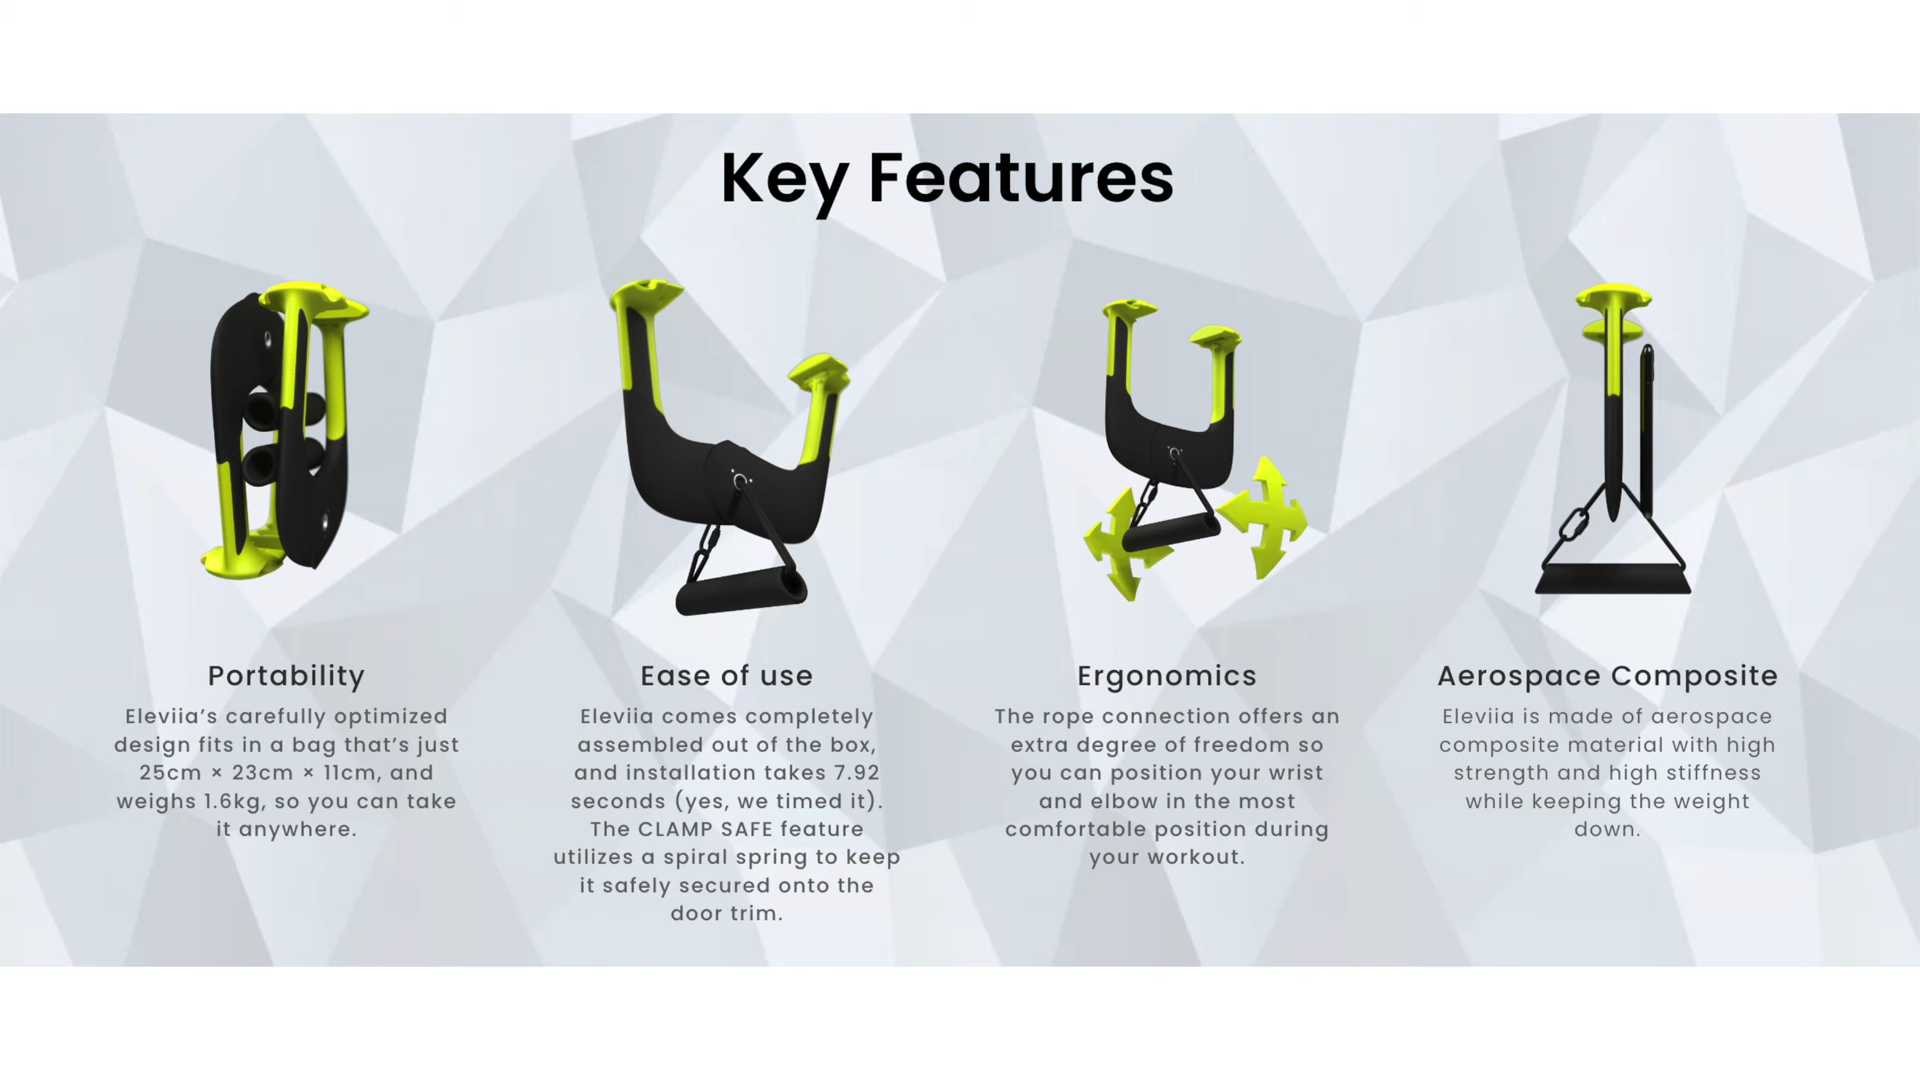 Key Features
Portability
Eleviia’s carefully optimized
design fits in a bag that’s just
25cm × 23cm × 11cm, and
weighs 1.6kg, so you can take
it anywhere.
Ease of use
Eleviia comes completely
assembled out of the box,
and installation takes 7.92
seconds (yes, we timed it).
The CLAMP SAFE feature
utilizes a spiral spring to keep
it safely secured onto the
door trim.
Ergonomics
The rope connection offers an
extra degree of freedom so
you can position your wrist
and elbow in the most
comfortable position during
your workout.
Aerospace Composite
Eleviia is made of aerospace
composite material with high
strength and high stiffness
while keeping the weight
down.